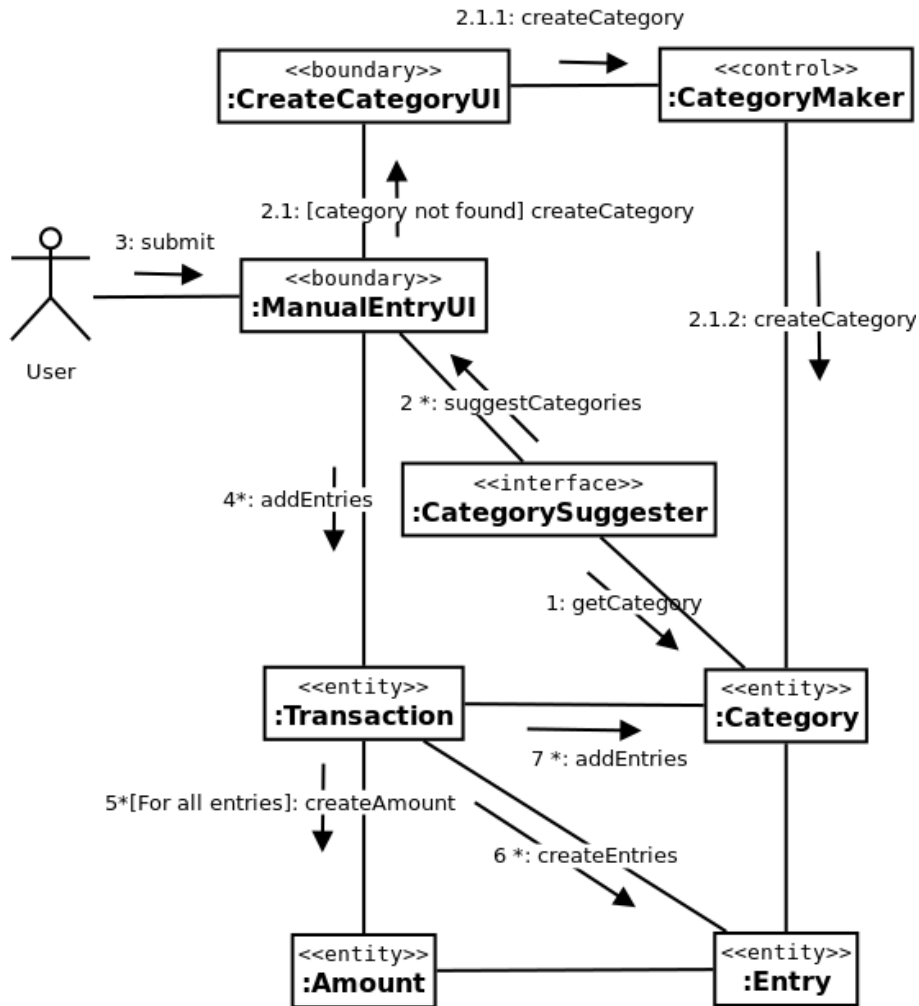 2.1.1: createCategory
<<boundary>>
:CreateCategoryUI
<<control>>
:CategoryMaker
2.1: [category not found] createCategory
3: submit
<<boundary>>
:ManualEntryUI
User
2.1.2: createCategory
2 *: suggestCategories
<<interface>>
:CategorySuggester
4*: addEntries
1: getCategory
<<entity>>
:Transaction
<<entity>>
:Category
7 *: addEntries
5*[For all entries]: createAmount
6 *: createEntries
<<entity>>
:Amount
<<entity>>
:Entry